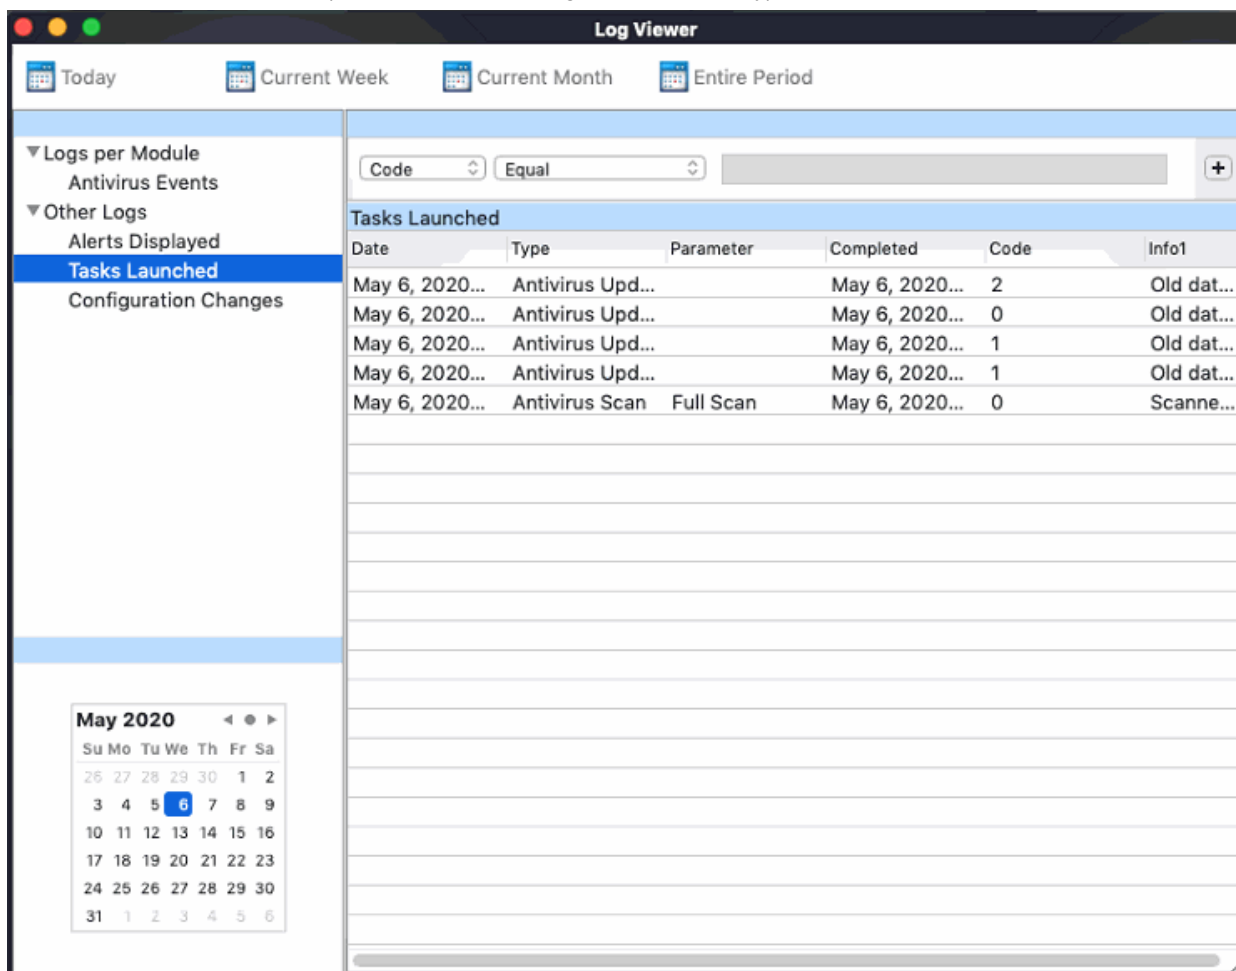 Log Viewer
Today Current Week Current Month Entire Period
Logs per Module
Antivirus Events
Other Logs
Alerts Displayed
Tasks Launched
Configuration Changes
Code Equal +
Tasks Launched
Date Type Parameter Completed Code Info1
May 6, 2020... Antivirus Upd... May 6, 2020... 2 Old dat...
May 6, 2020... Antivirus Upd... May 6, 2020... 0 Old dat...
May 6, 2020... Antivirus Upd... May 6, 2020... 1 Old dat...
May 6, 2020... Antivirus Upd... May 6, 2020... 1 Old dat...
May 6, 2020... Antivirus Scan Full Scan May 6, 2020... 0 Scanne...
May 2020
Su Mo Tu We Th Fr Sa
26 27 28 29 30 1 2
3 4 5 6 7 8 9
10 11 12 13 14 15 16
17 18 19 20 21 22 23
24 25 26 27 28 29 30
31 1 2 3 4 5 6